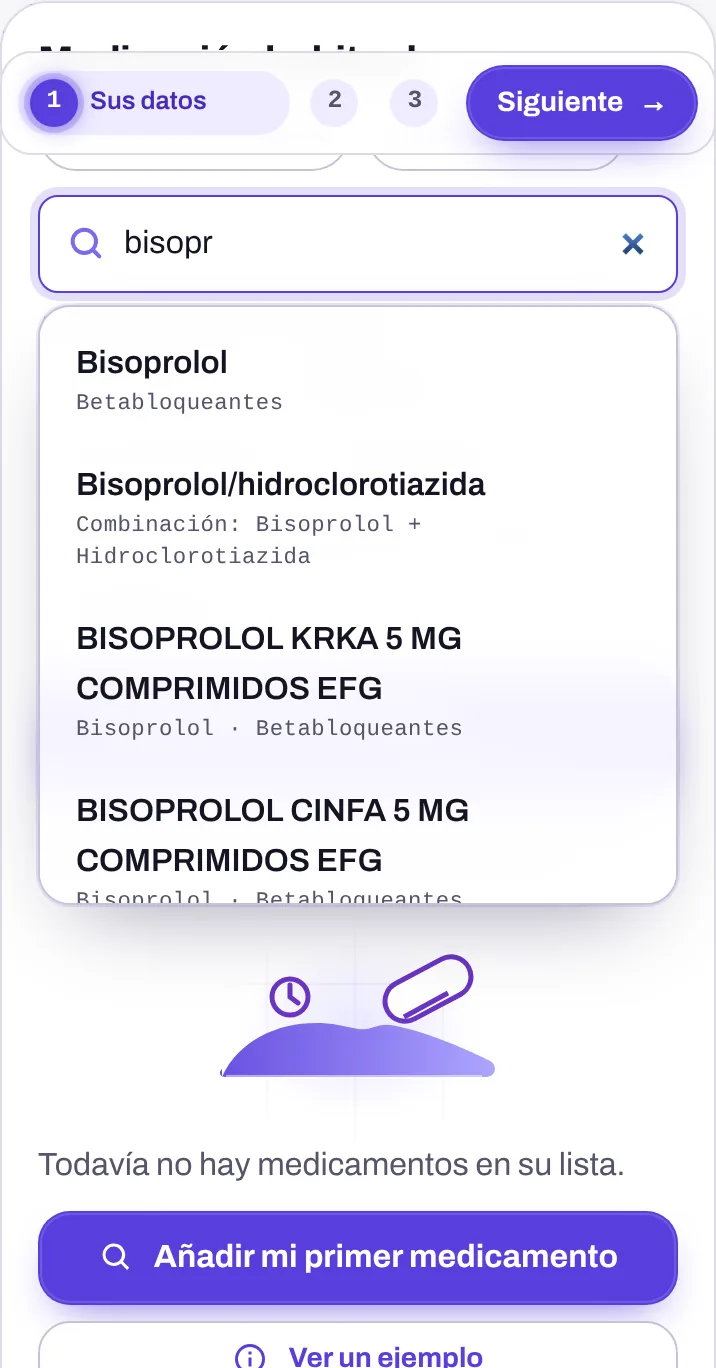 1 Sus datos 2 3 Siguiente →
bisopr
Bisoprolol
Betabloqueantes
Bisoprolol/hidroclorotiazida
Combinación: Bisoprolol +
Hidroclorotiazida
BISOPROLOL KRKA 5 MG
COMPRIMIDOS EFG
Bisoprolol · Betabloqueantes
BISOPROLOL CINFA 5 MG
COMPRIMIDOS EFG
Bisoprolol · Betabloqueantes
Todavía no hay medicamentos en su lista.
Añadir mi primer medicamento
Ver un ejemplo